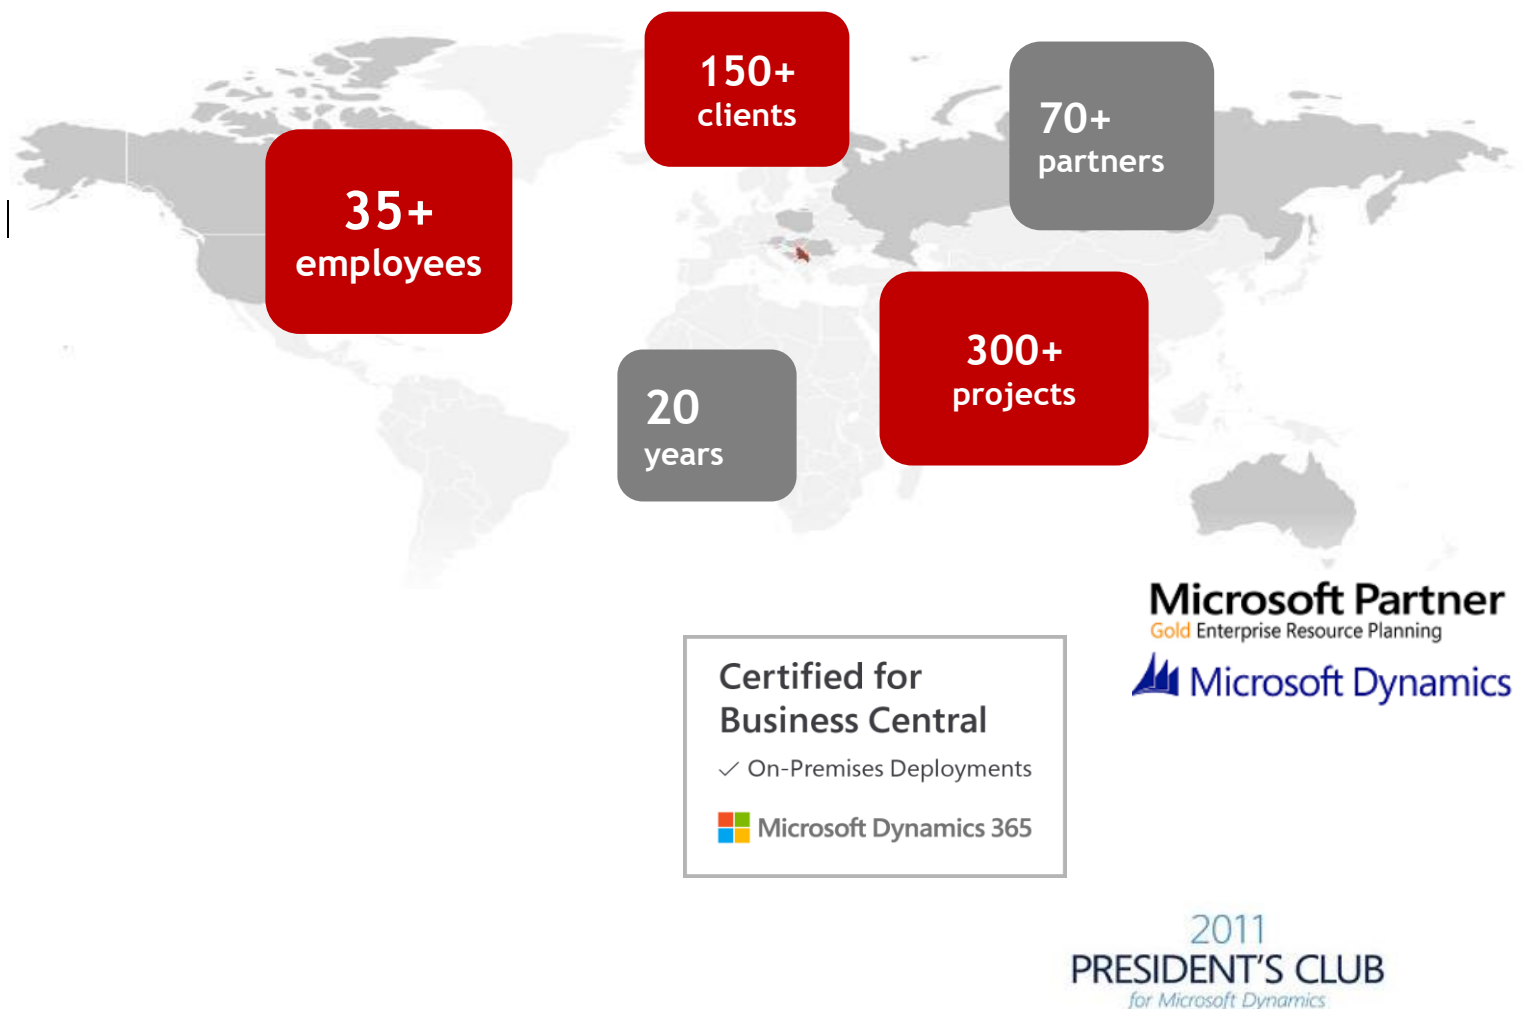 150+
clients
70+
partners
35+
employees
300+
projects
20
years
Microsoft Partner
Gold Enterprise Resource Planning
Microsoft Dynamics
Certified for
Business Central
✓ On-Premises Deployments
Microsoft Dynamics 365
2011
PRESIDENT'S CLUB
for Microsoft Dynamics